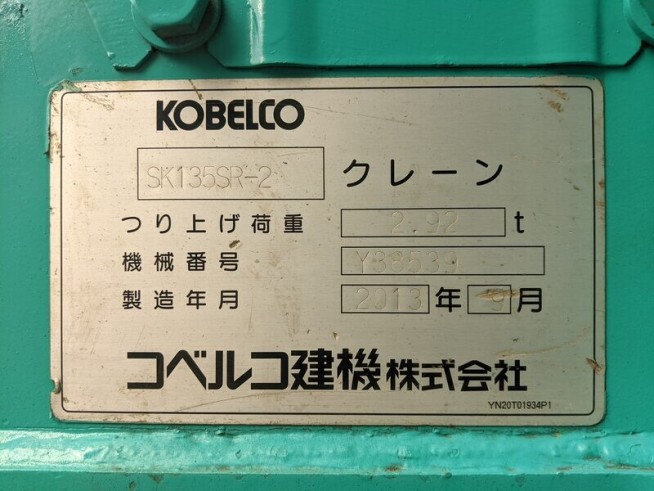 KOBELCO
SK135SR-2 クレーン
つり上げ荷重 2.92 t
機械番号
製造年月 2013 年 9 月
コベルコ建機株式会社
YN20T01934P1